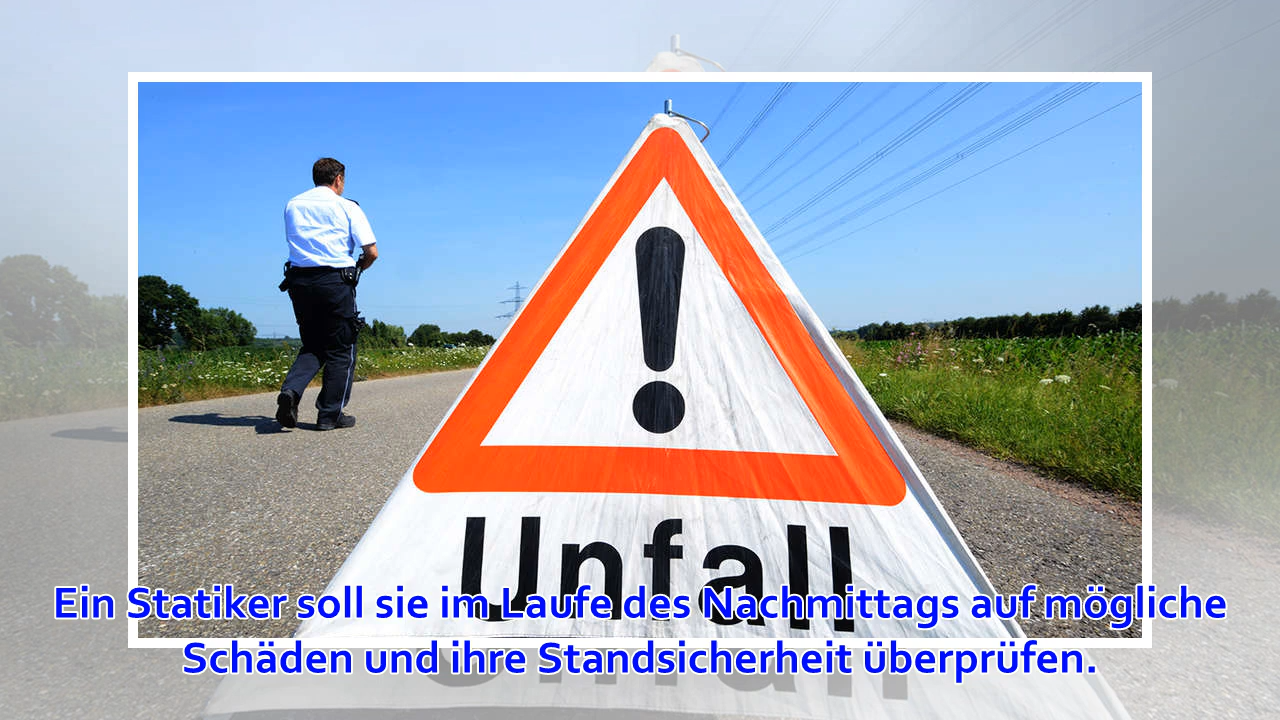 Unfall
Ein Statiker soll sie im Laufe des Nachmittags auf mögliche
Schäden und ihre Standsicherheit überprüfen.